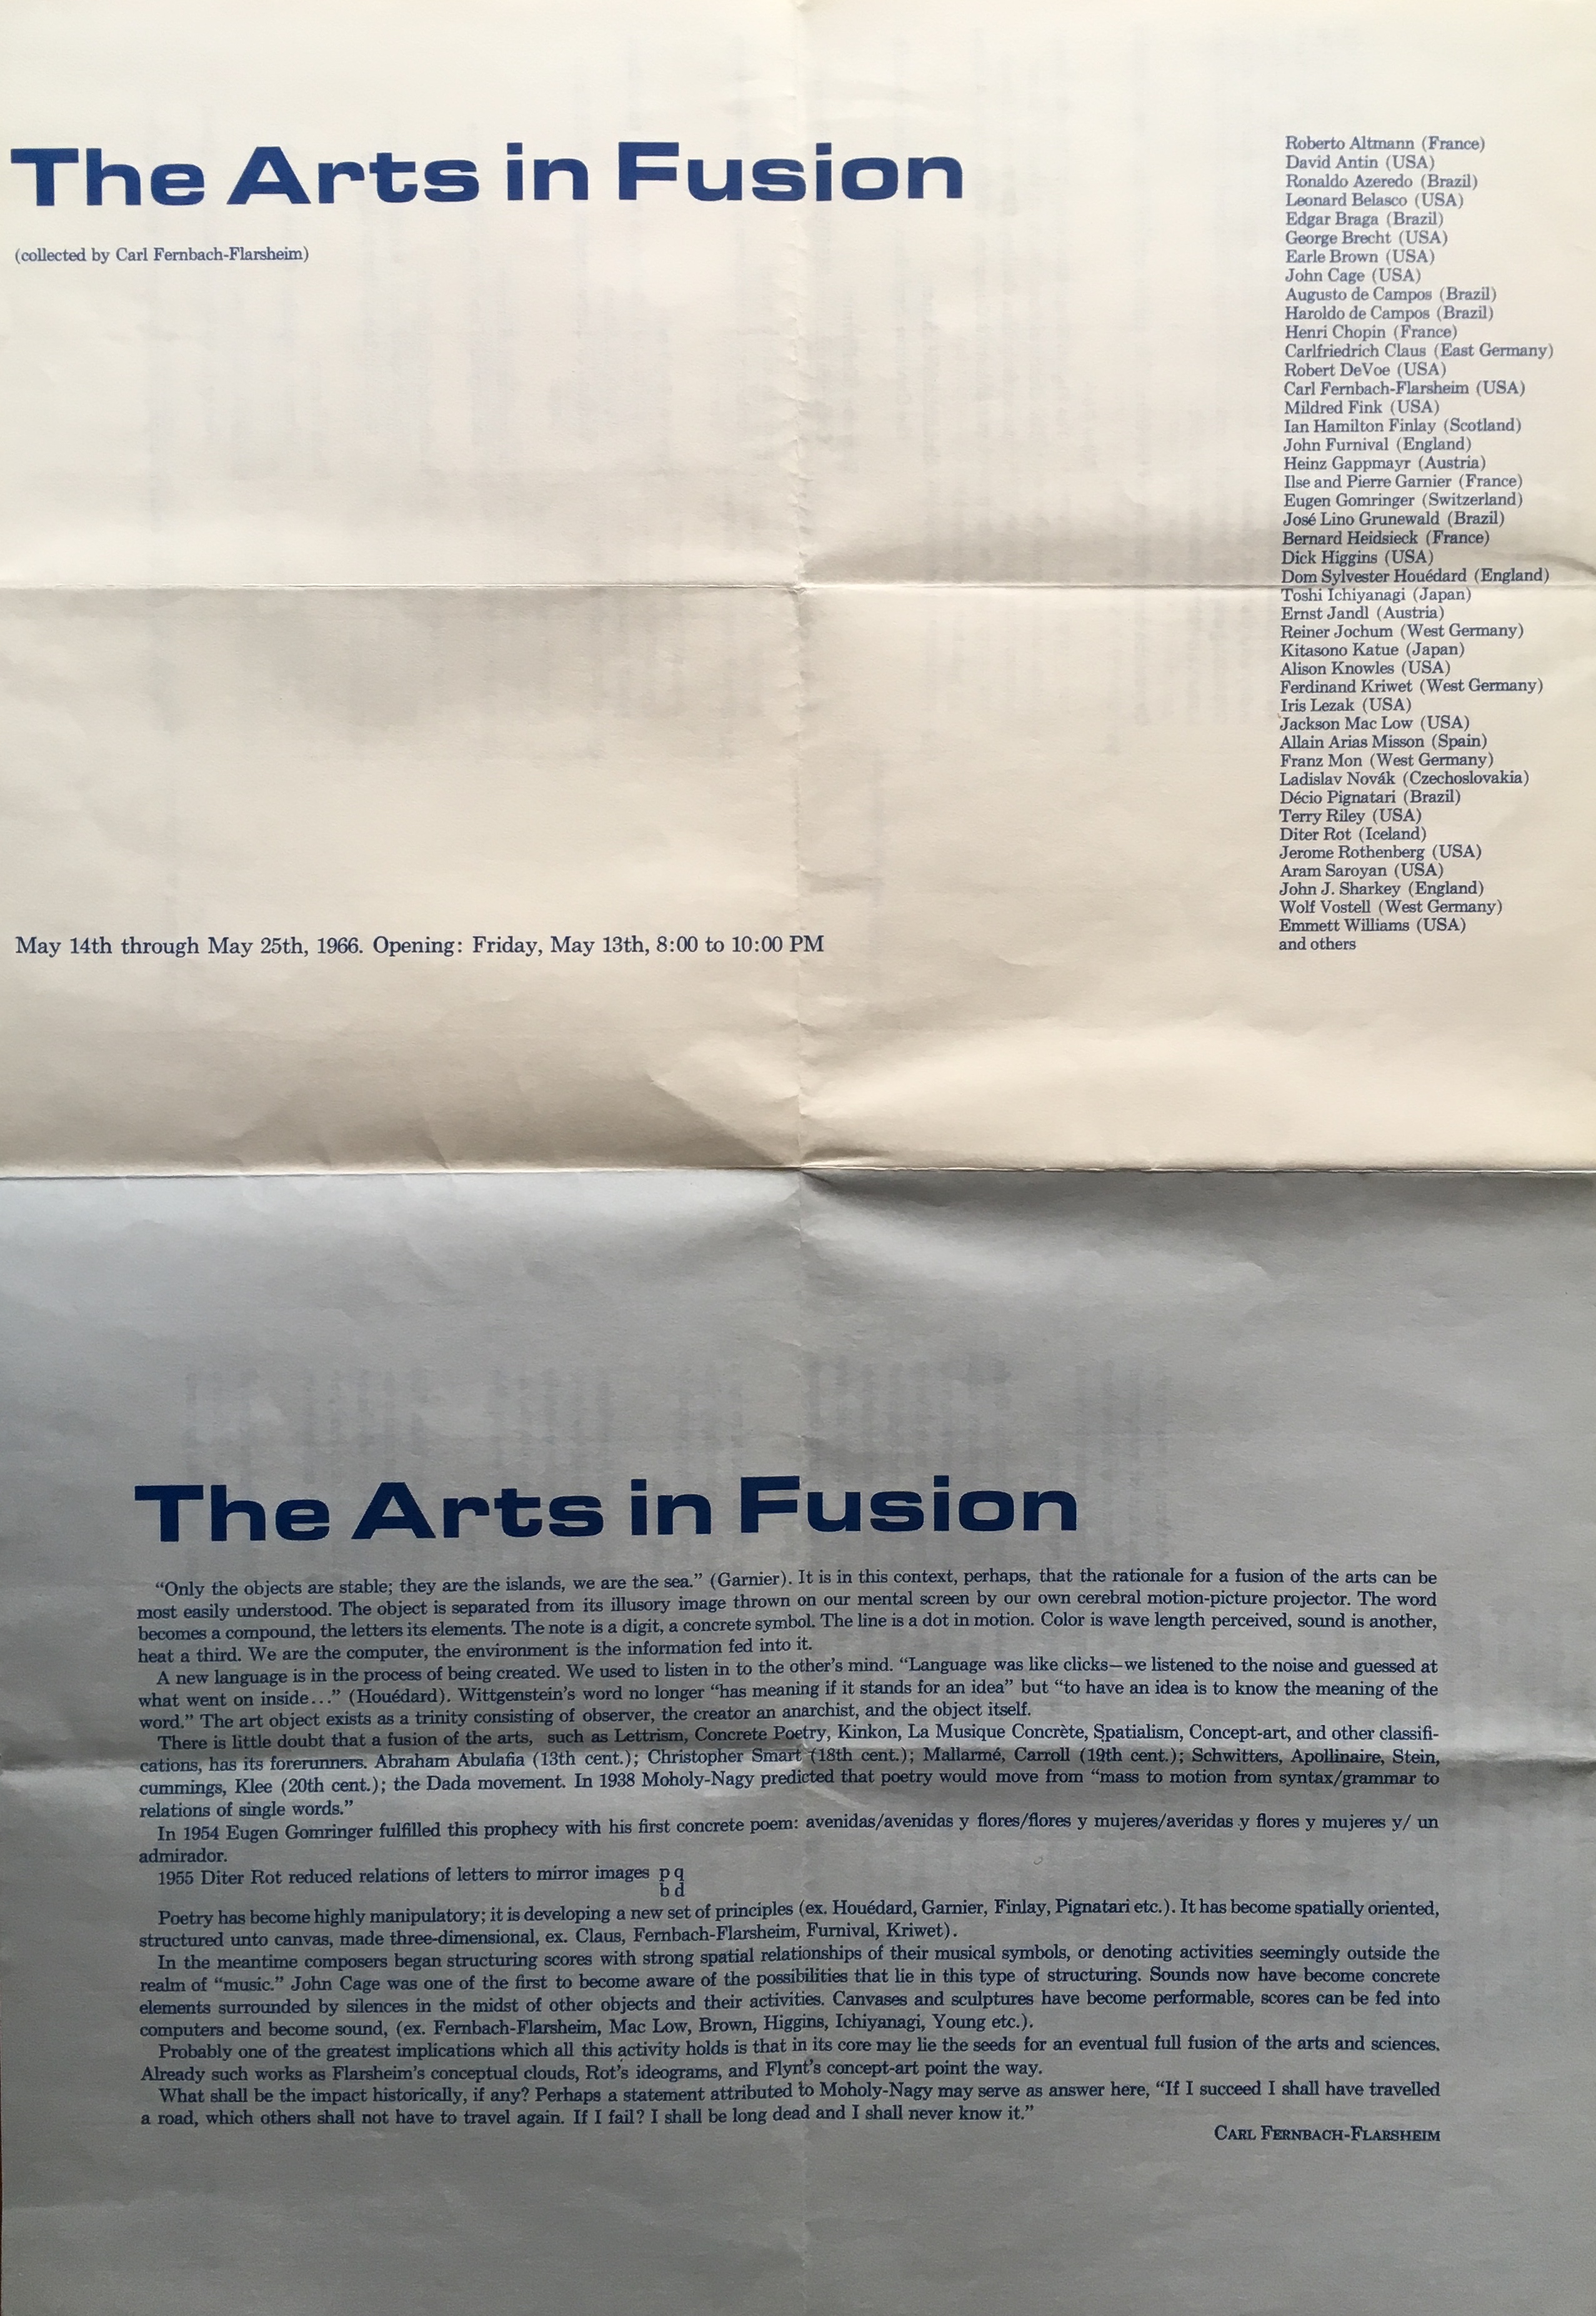 The Arts in Fusion
(collected by Carl Fernbach-Flarsheim)
May 14th through May 25th, 1966. Opening: Friday, May 13th, 8:00 to 10:00 PM
Roberto Altmann (France)
David Antin (USA)
Ronaldo Azeredo (Brazil)
Leonard Belasco (USA)
Edgar Braga (Brazil)
George Brecht (USA)
Earle Brown (USA)
John Cage (USA)
Augusto de Campos (Brazil)
Haroldo de Campos (Brazil)
Henri Chopin (France)
Carlfriedrich Claus (East Germany)
Robert DeVoe (USA)
Carl Fernbach-Flarsheim (USA)
Mildred Fink (USA)
Ian Hamilton Finlay (Scotland)
John Furnival (England)
Heinz Gappmayr (Austria)
Ilse and Pierre Garnier (France)
Eugen Gomringer (Switzerland)
José Lino Grunewald (Brazil)
Bernard Heidsieck (France)
Dick Higgins (USA)
Dom Sylvester Houédard (England)
Toshi Ichiyanagi (Japan)
Ernst Jandl (Austria)
Reiner Jochum (West Germany)
Kitasono Katue (Japan)
Alison Knowles (USA)
Ferdinand Kriwet (West Germany)
Iris Lezak (USA)
Jackson Mac Low (USA)
Allain Arias Misson (Spain)
Franz Mon (West Germany)
Ladislav Novák (Czechoslovakia)
Décio Pignatari (Brazil)
Terry Riley (USA)
Diter Rot (Iceland)
Jerome Rothenberg (USA)
Aram Saroyan (USA)
John J. Sharkey (England)
Wolf Vostell (West Germany)
Emmett Williams (USA)
and others
The Arts in Fusion
“Only the objects are stable; they are the islands, we are the sea.” (Garnier). It is in this context, perhaps, that the rationale for a fusion of the arts can be
most easily understood. The object is separated from its illusory image thrown on our mental screen by our own cerebral motion-picture projector. The word
becomes a compound, the letters its elements. The note is a digit, a concrete symbol. The line is a dot in motion. Color is wave length perceived, sound is another,
heat a third. We are the computer, the environment is the information fed into it.
A new language is in the process of being created. We used to listen in to the other’s mind. “Language was like clicks—we listened to the noise and guessed at
what went on inside...” (Houédard). Wittgenstein’s word no longer “has meaning if it stands for an idea” but “to have an idea is to know the meaning of the
word.” The art object exists as a trinity consisting of observer, the creator an anarchist, and the object itself.
There is little doubt that a fusion of the arts, such as Lettrism, Concrete Poetry, Kinkon, La Musique Concrète, Spatialism, Concept-art, and other classifi-
cations, has its forerunners. Abraham Abulafia (13th cent.); Christopher Smart (18th cent.); Mallarmé, Carroll (19th cent.); Schwitters, Apollinaire, Stein,
cummings, Klee (20th cent.); the Dada movement. In 1938 Moholy-Nagy predicted that poetry would move from “mass to motion from syntax/grammar to
relations of single words.”
In 1954 Eugen Gomringer fulfilled this prophecy with his first concrete poem: avenidas/avenidas y flores/flores y mujeres/averidas y flores y mujeres y/ un
admirador.
1955 Diter Rot reduced relations of letters to mirror images p q
b d
Poetry has become highly manipulatory; it is developing a new set of principles (ex. Houédard, Garnier, Finlay, Pignatari etc.). It has become spatially oriented,
structured unto canvas, made three-dimensional, ex. Claus, Fernbach-Flarsheim, Furnival, Kriwet).
In the meantime composers began structuring scores with strong spatial relationships of their musical symbols, or denoting activities seemingly outside the
realm of “music.” John Cage was one of the first to become aware of the possibilities that lie in this type of structuring. Sounds now have become concrete
elements surrounded by silences in the midst of other objects and their activities. Canvases and sculptures have become performable, scores can be fed into
computers and become sound, (ex. Fernbach-Flarsheim, Mac Low, Brown, Higgins, Ichiyanagi, Young etc.).
Probably one of the greatest implications which all this activity holds is that in its core may lie the seeds for an eventual full fusion of the arts and sciences.
Already such works as Flarsheim’s conceptual clouds, Rot’s ideograms, and Flynt’s concept-art point the way.
What shall be the impact historically, if any? Perhaps a statement attributed to Moholy-Nagy may serve as answer here, “If I succeed I shall have travelled
a road, which others shall not have to travel again. If I fail? I shall be long dead and I shall never know it.”
CARL FERNBACH-FLARSHEIM